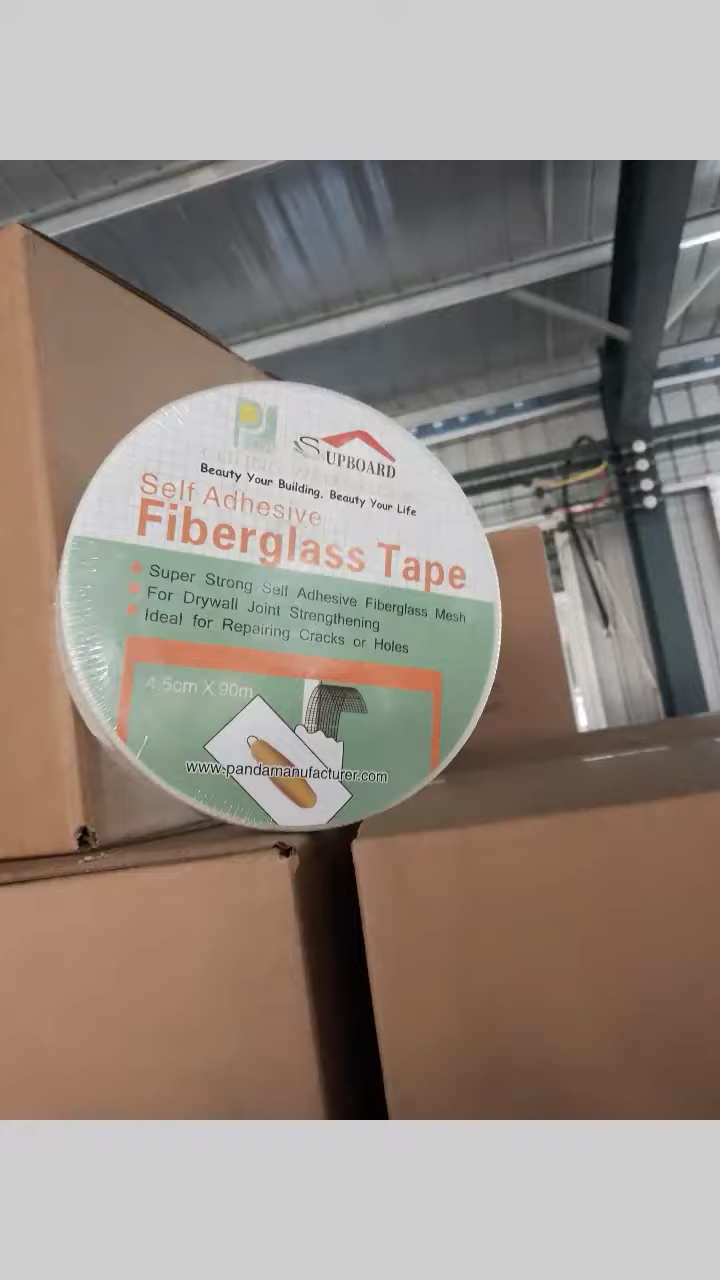 PJ
SUPBOARD
Beauty Your Building, Beauty Your Life
Self Adhesive
Fiberglass Tape
Super Strong Self Adhesive Fiberglass Mesh
For Drywall Joint Strengthening
Ideal for Repairing Cracks or Holes
4.5cm X 90m
www.pandamanufacturer.com